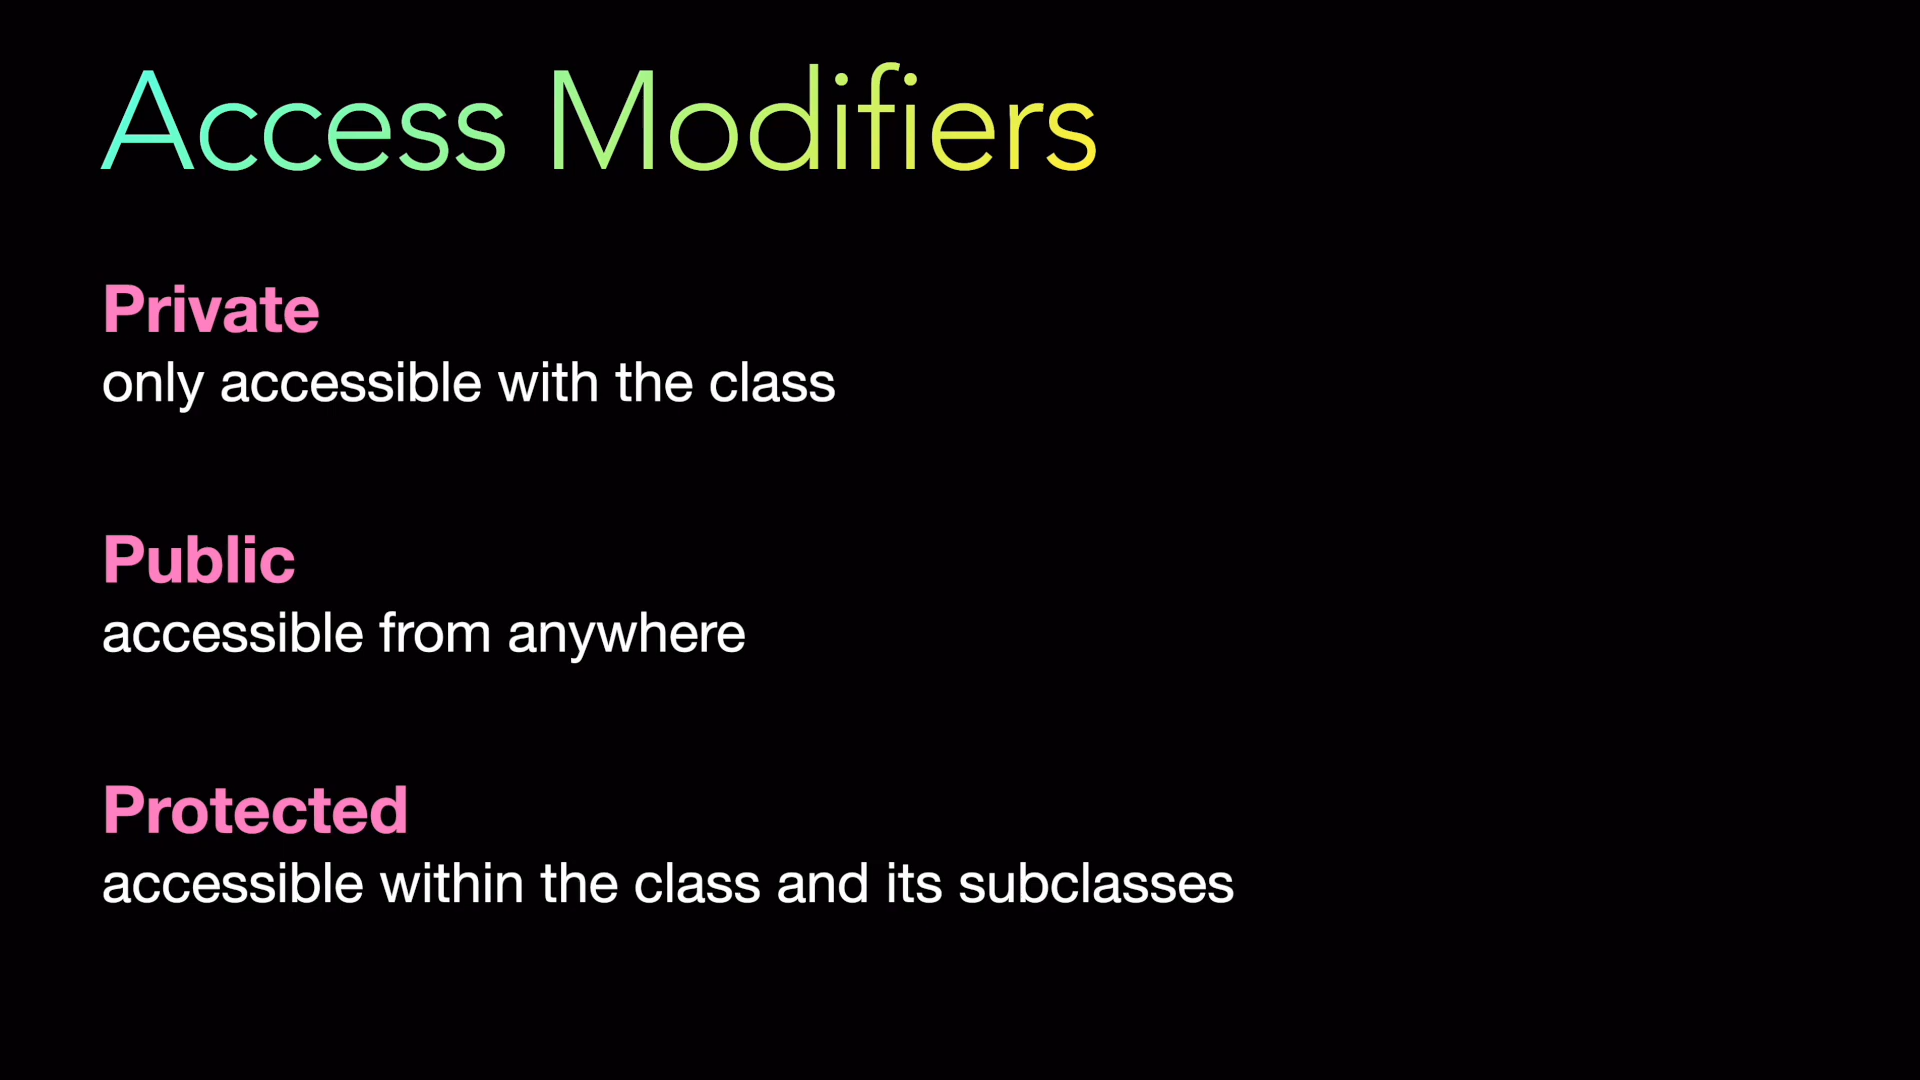 Access Modifiers
Private
only accessible with the class
Public
accessible from anywhere
Protected
accessible within the class and its subclasses